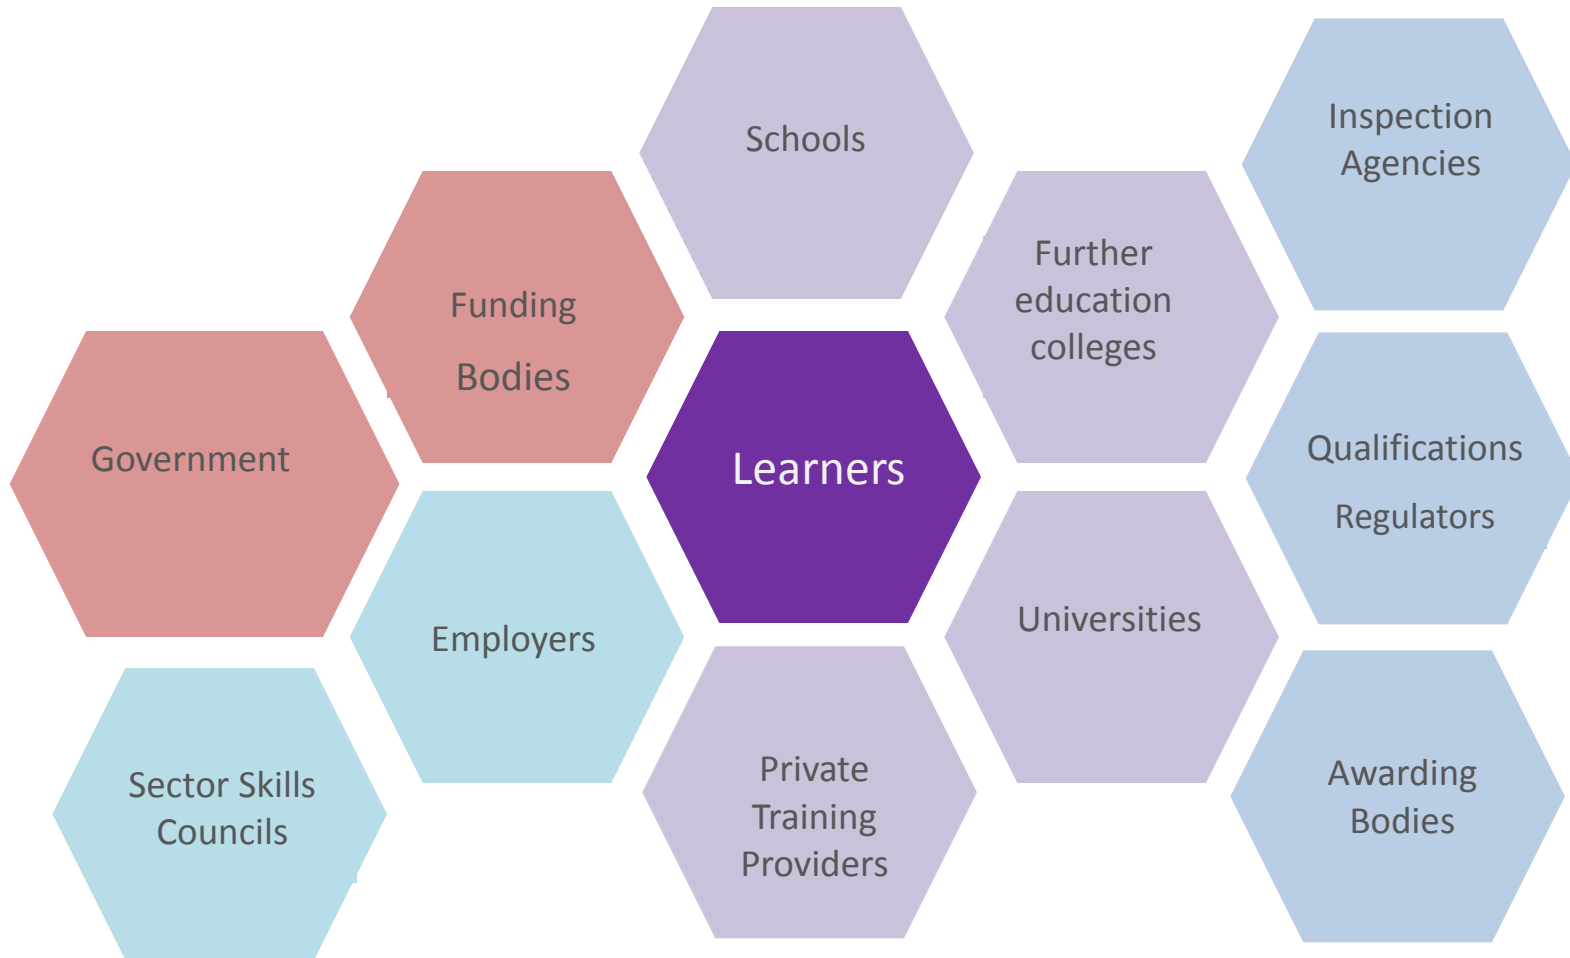 Schools
Inspection
Agencies
Funding
Bodies
Further
education
colleges
Government
Learners
Qualifications
Regulators
Employers
Universities
Sector Skills
Councils
Private
Training
Providers
Awarding
Bodies